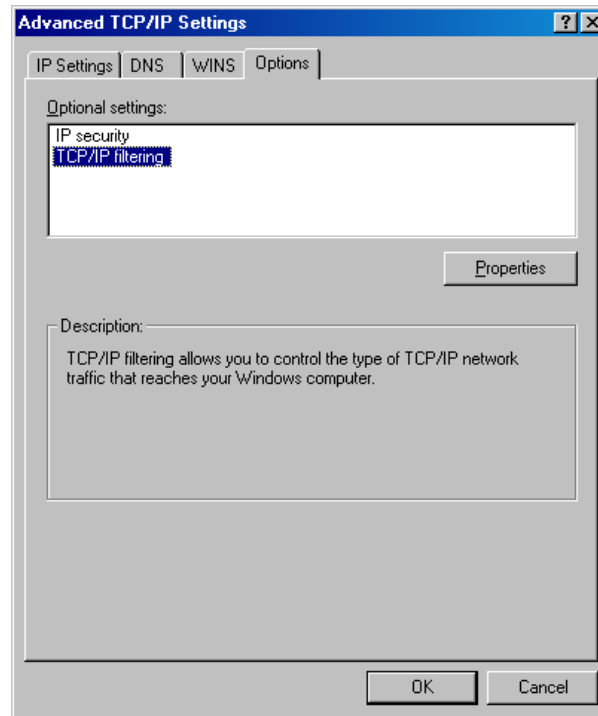 Advanced TCP/IP Settings
IP Settings DNS WINS Options
Optional settings:
IP security
TCP/IP filtering
Properties
Description:
TCP/IP filtering allows you to control the type of TCP/IP network
traffic that reaches your Windows computer.
OK Cancel